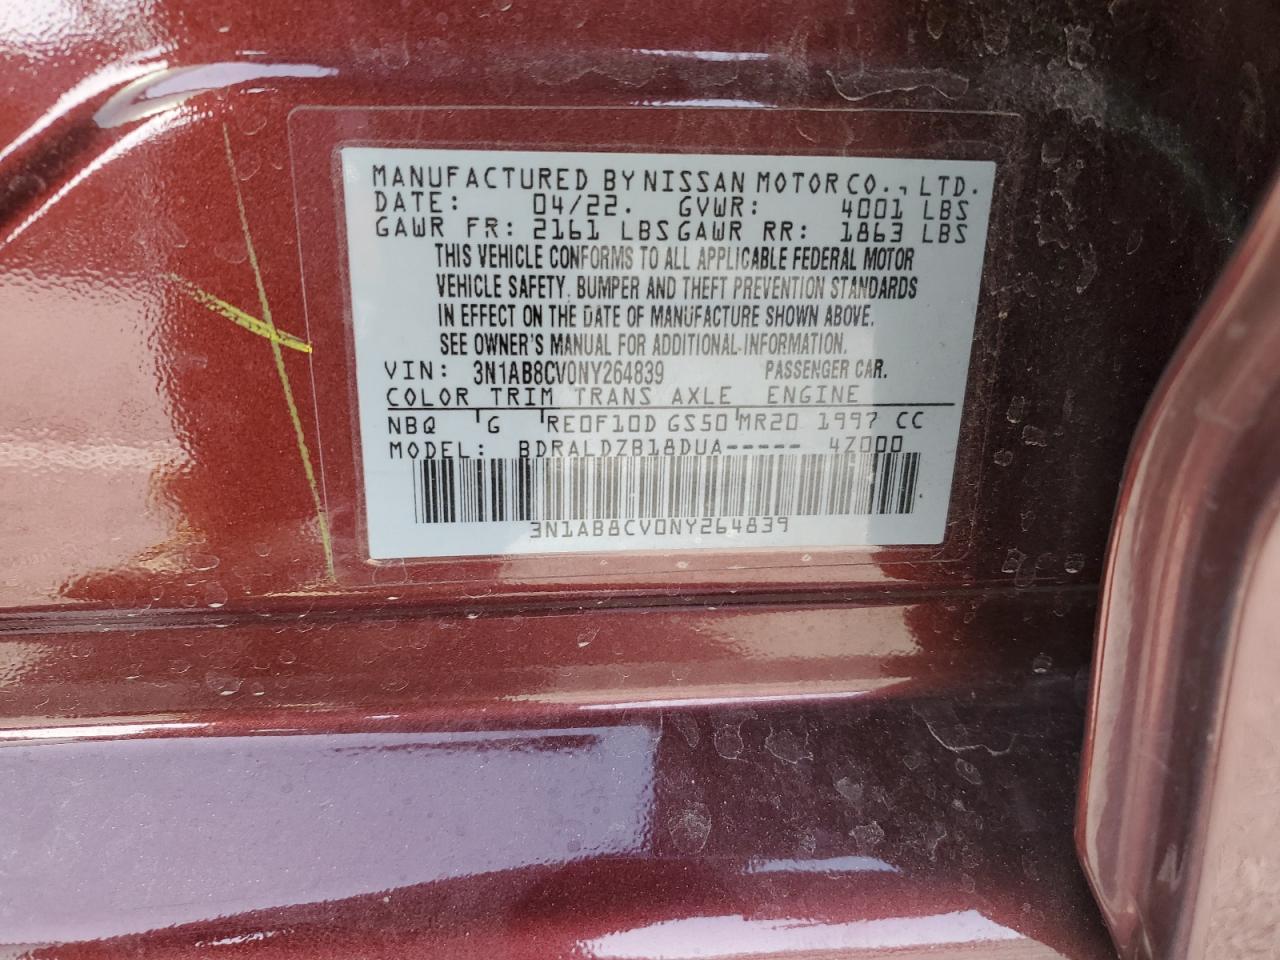 MANUFACTURED BY NISSAN MOTOR CO., LTD.
DATE: 04/22. GVWR: 4001 LBS
GAWR FR: 2161 LBS GAWR RR: 1863 LBS
THIS VEHICLE CONFORMS TO ALL APPLICABLE FEDERAL MOTOR
VEHICLE SAFETY, BUMPER AND THEFT PREVENTION STANDARDS
IN EFFECT ON THE DATE OF MANUFACTURE SHOWN ABOVE.
SEE OWNER'S MANUAL FOR ADDITIONAL INFORMATION.
VIN: 3N1AB8CV0NY264839 PASSENGER CAR.
COLOR TRIM TRANS AXLE ENGINE
NBQ G RE0F10D GS50 MR20 1997 CC
MODEL: BDRALDZB18DUA----- 4Z000
3N1AB8CV0NY264839